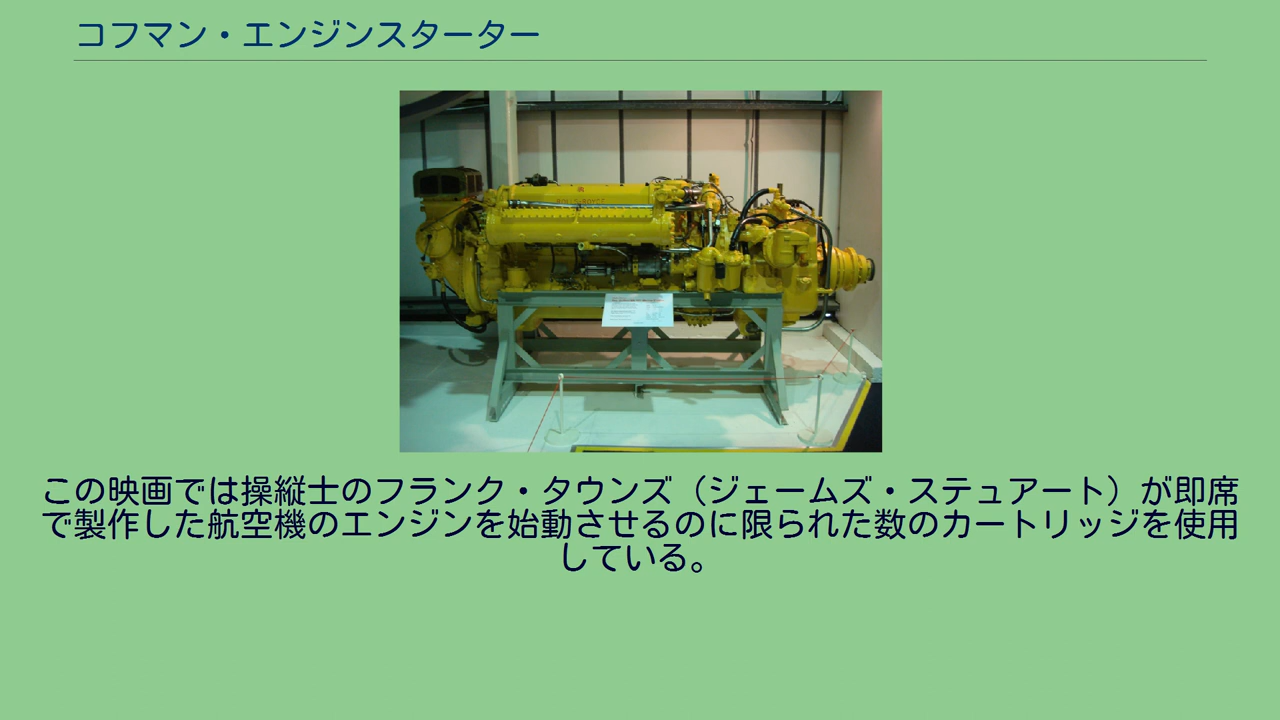 コフマン・エンジンスターター
ROLLS-ROYCE
この映画では操縦士のフランク・タウンズ（ジェームズ・ステュアート）が即席
で製作した航空機のエンジンを始動させるのに限られた数のカートリッジを使用
している。